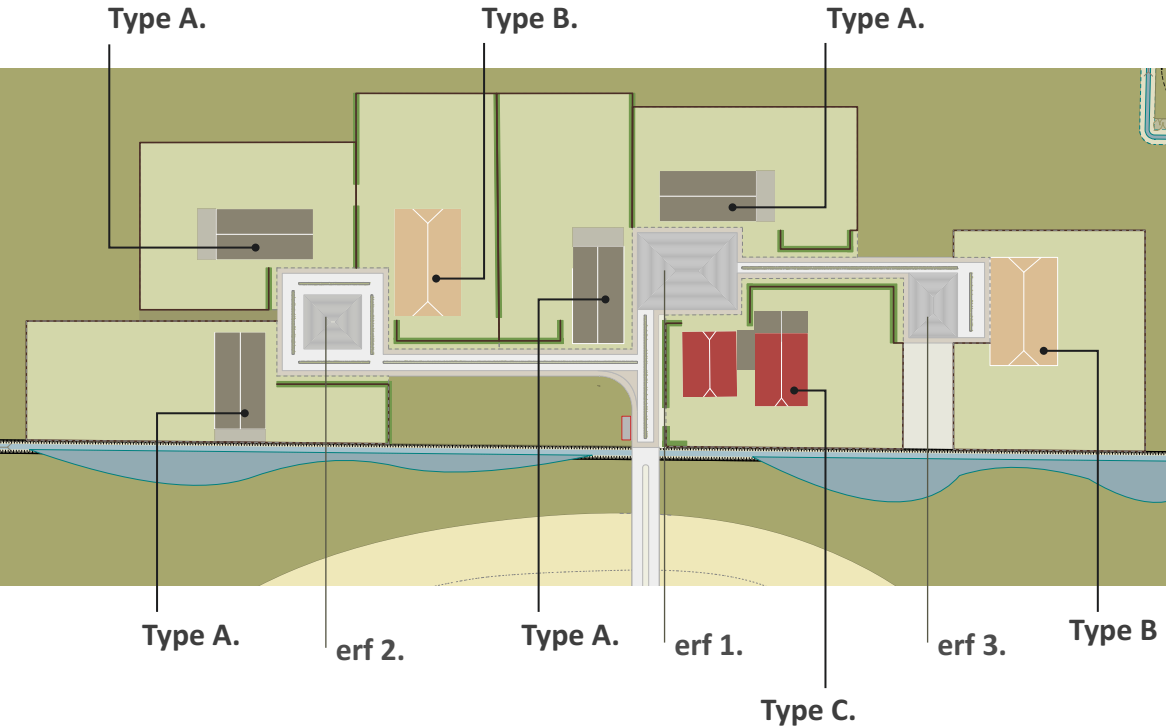 Type A.
Type B.
Type A.
Type A.
erf 2.
Type A.
erf 1.
erf 3.
Type B
Type C.